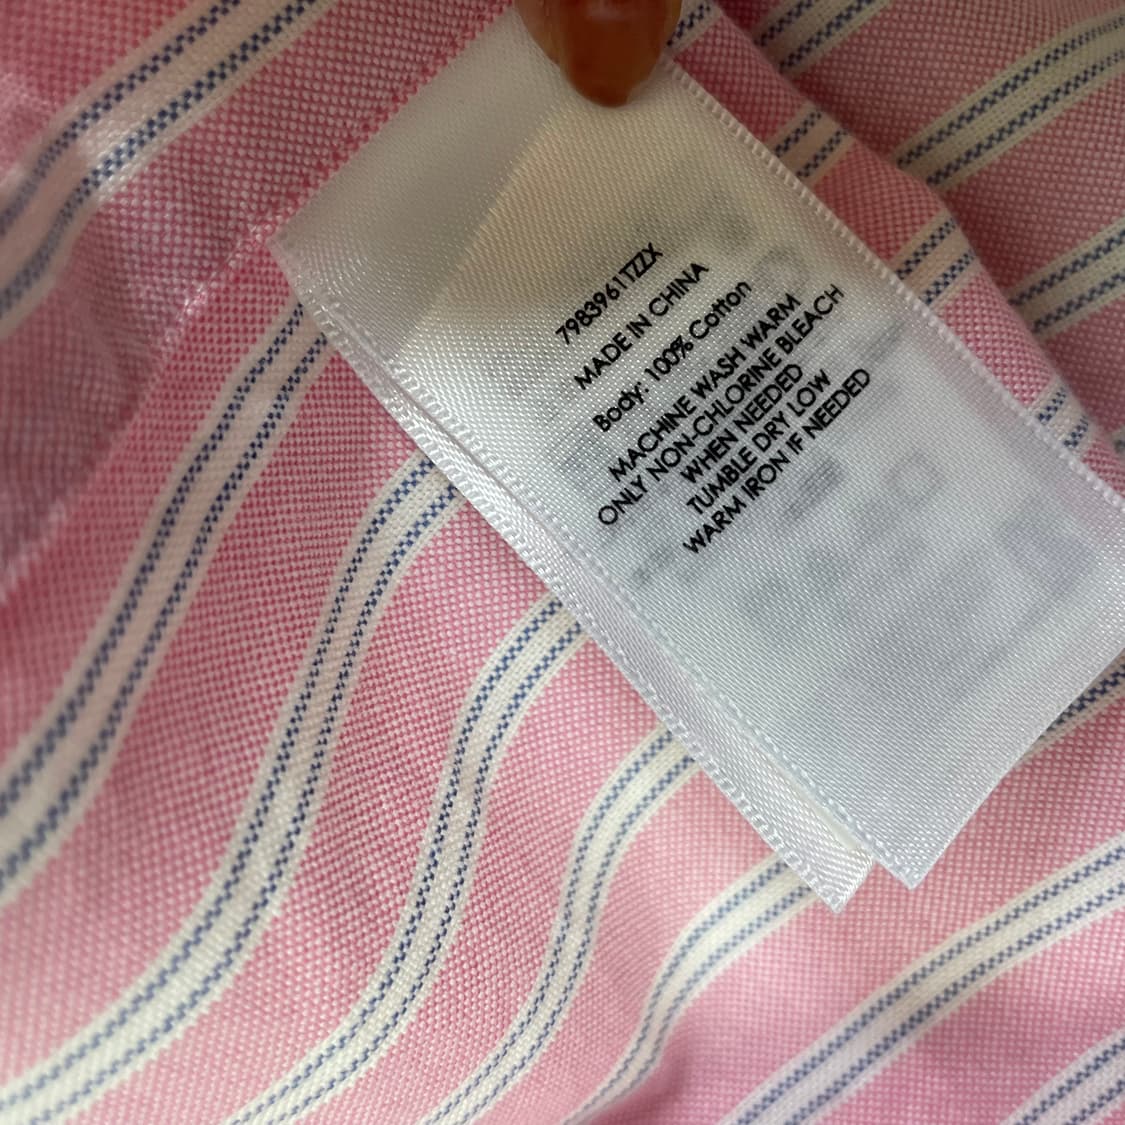 7983961TZZX
MADE IN CHINA
Body: 100% Cotton
MACHINE WASH WARM
ONLY NON-CHLORINE BLEACH
WHEN NEEDED
TUMBLE DRY LOW
WARM IRON IF NEEDED